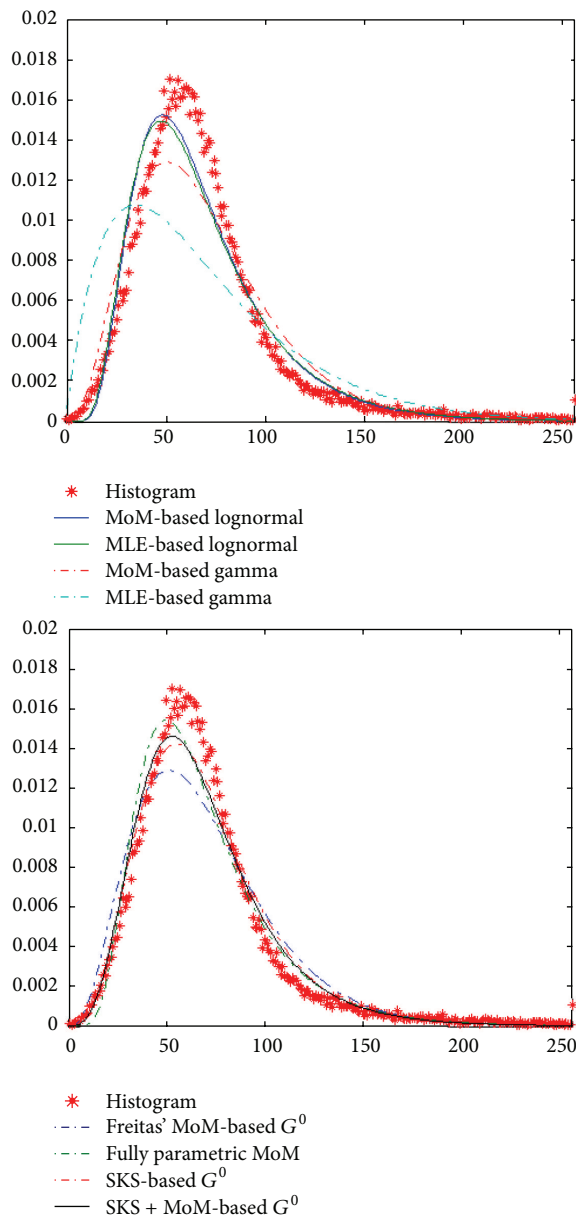 0.02
0.018
0.016
0.014
0.012
0.01
0.008
0.006
0.004
0.002
0
0 50 100 150 200 250
Histogram
MoM-based lognormal
MLE-based lognormal
MoM-based gamma
MLE-based gamma
0.02
0.018
0.016
0.014
0.012
0.01
0.008
0.006
0.004
0.002
0
0 50 100 150 200 250
Histogram
Freitas’ MoM-based G⁰
Fully parametric MoM
SKS-based G⁰
SKS + MoM-based G⁰